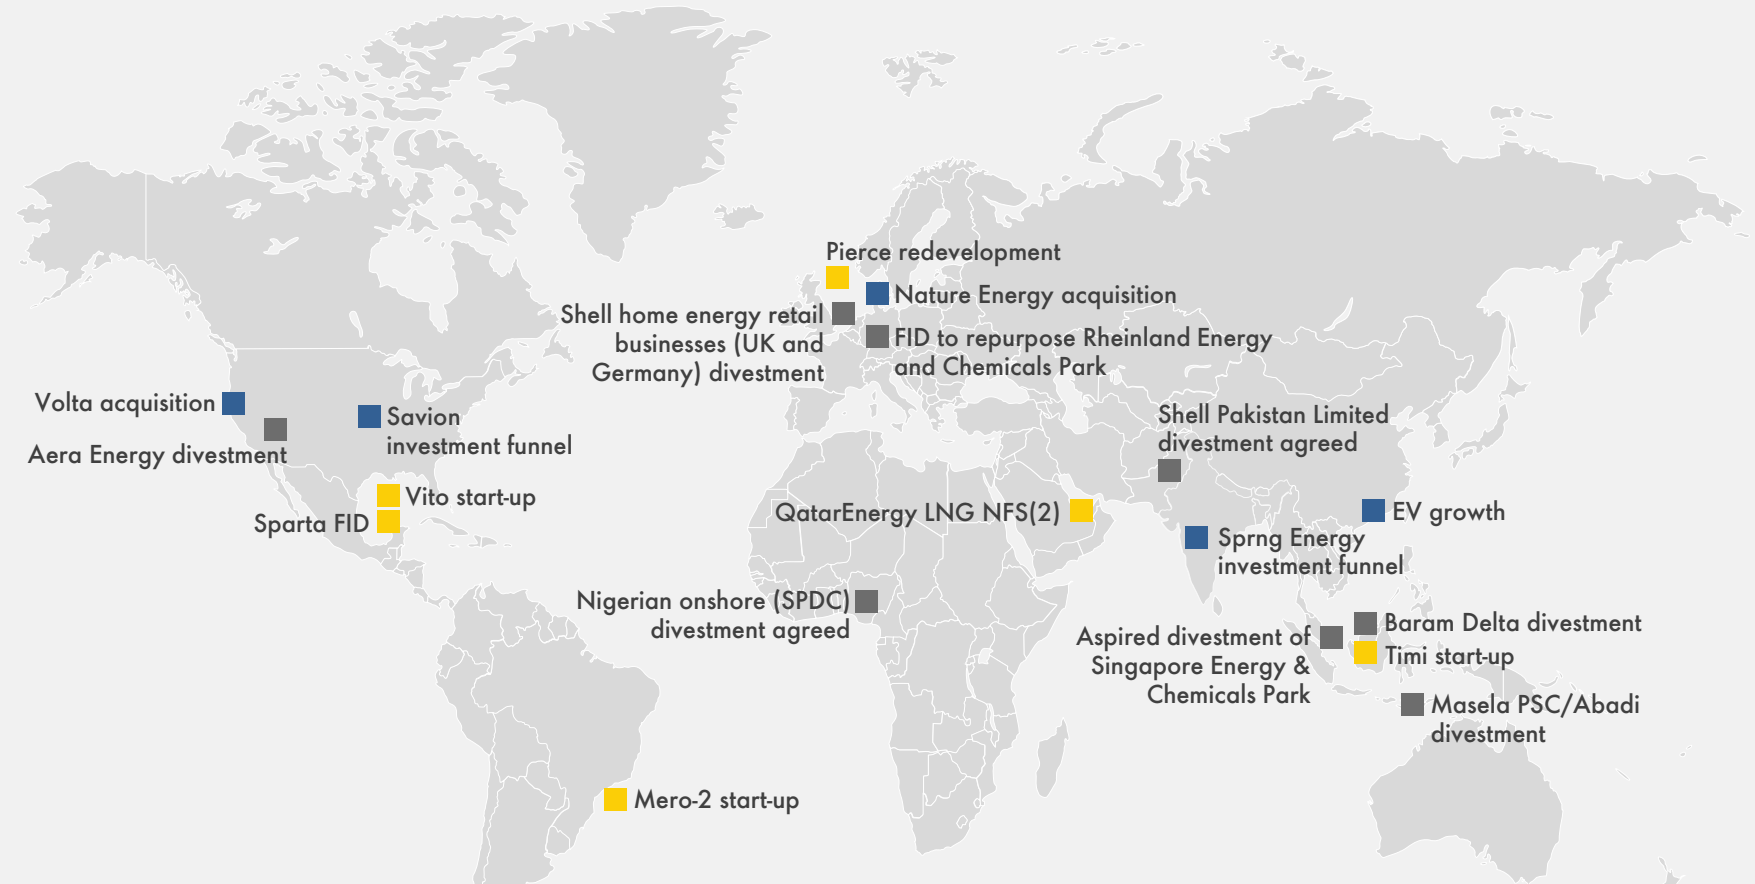 Pierce redevelopment
Nature Energy acquisition
Shell home energy retail
businesses (UK and
Germany) divestment
FID to repurpose Rheinland Energy
and Chemicals Park
Volta acquisition
Aera Energy divestment
Savion
investment funnel
Vito start-up
Sparta FID
Shell Pakistan Limited
divestment agreed
QatarEnergy LNG NFS(2)
EV growth
Sprng Energy
investment funnel
Nigerian onshore (SPDC)
divestment agreed
Aspired divestment of
Singapore Energy &
Chemicals Park
Baram Delta divestment
Timi start-up
Masela PSC/Abadi
divestment
Mero-2 start-up